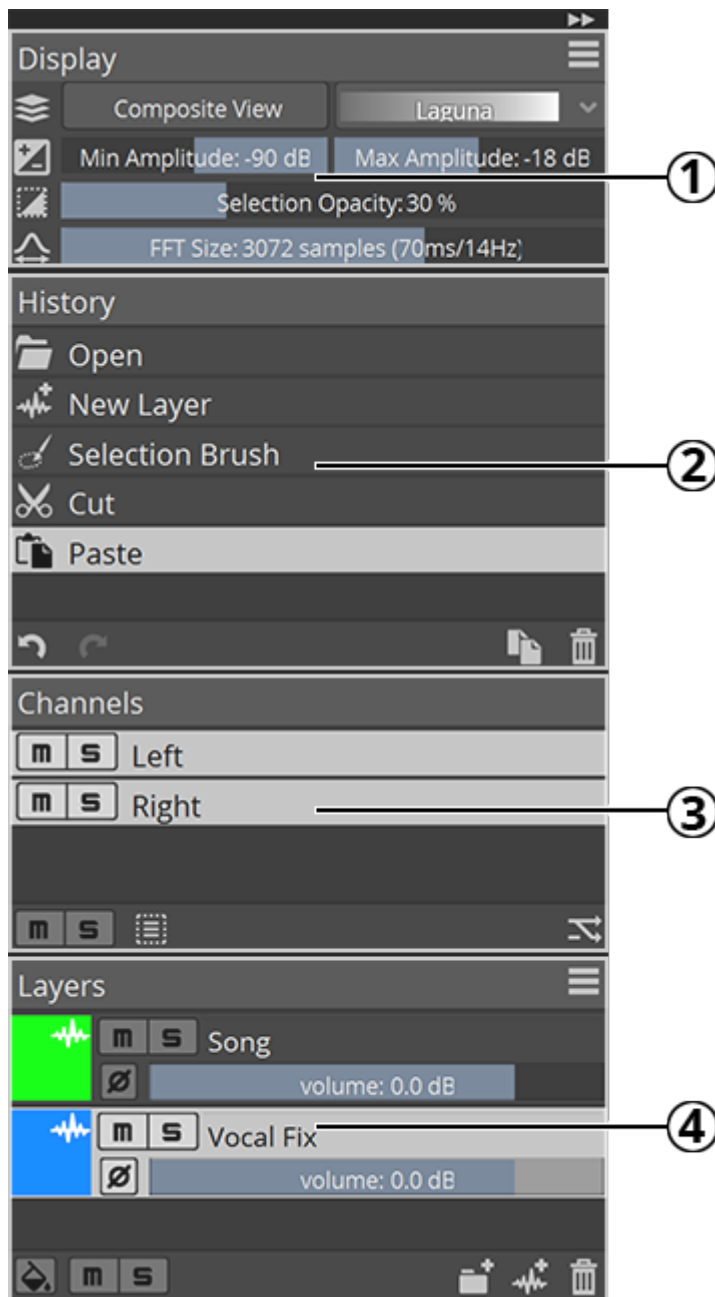 Display
Composite View Laguna
Min Amplitude: -90 dB Max Amplitude: -18 dB
①
Selection Opacity: 30 %
FFT Size: 3072 samples (70ms/14Hz)
History
Open
New Layer
Selection Brush
②
Cut
Paste
Channels
m s Left
m s Right
③
m s
Layers
m s Song
Ø volume: 0.0 dB
m s Vocal Fix
④
Ø volume: 0.0 dB
m s